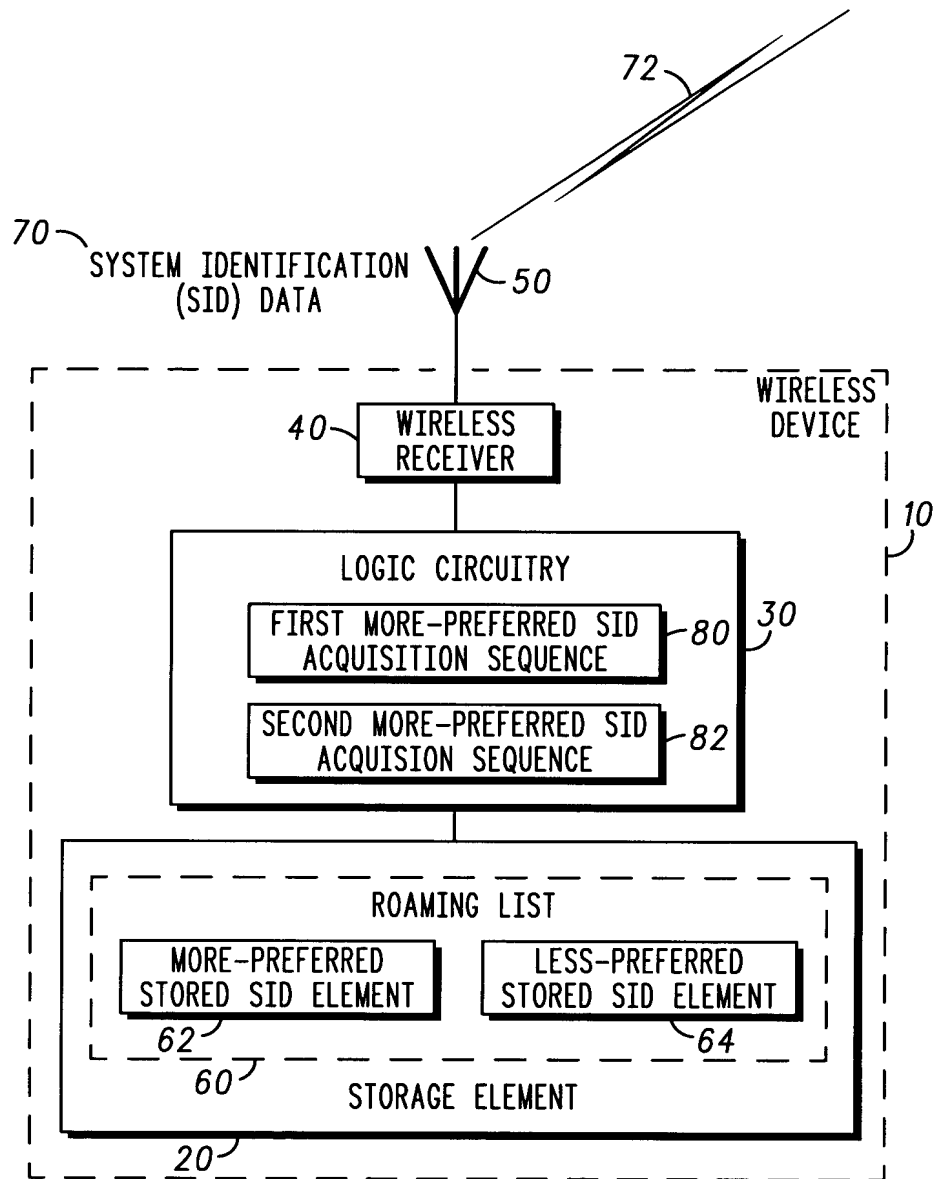 72
70
SYSTEM IDENTIFICATION
(SID) DATA
50
WIRELESS
DEVICE
40
WIRELESS
RECEIVER
10
LOGIC CIRCUITRY
30
FIRST MORE-PREFERRED SID
ACQUISITION SEQUENCE
80
SECOND MORE-PREFERRED SID
ACQUISION SEQUENCE
82
ROAMING LIST
MORE-PREFERRED
STORED SID ELEMENT
62
LESS-PREFERRED
STORED SID ELEMENT
64
60
STORAGE ELEMENT
20